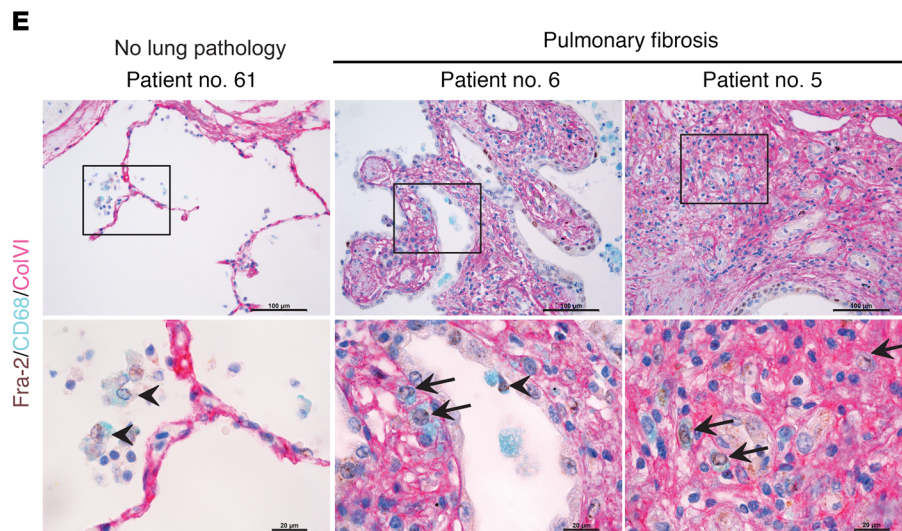 E
No lung pathology
Pulmonary fibrosis
Patient no. 61
Patient no. 6
Patient no. 5
Fra-2/CD68/ColVI
100 μm
100 μm
100 μm
20 μm
20 μm
20 μm